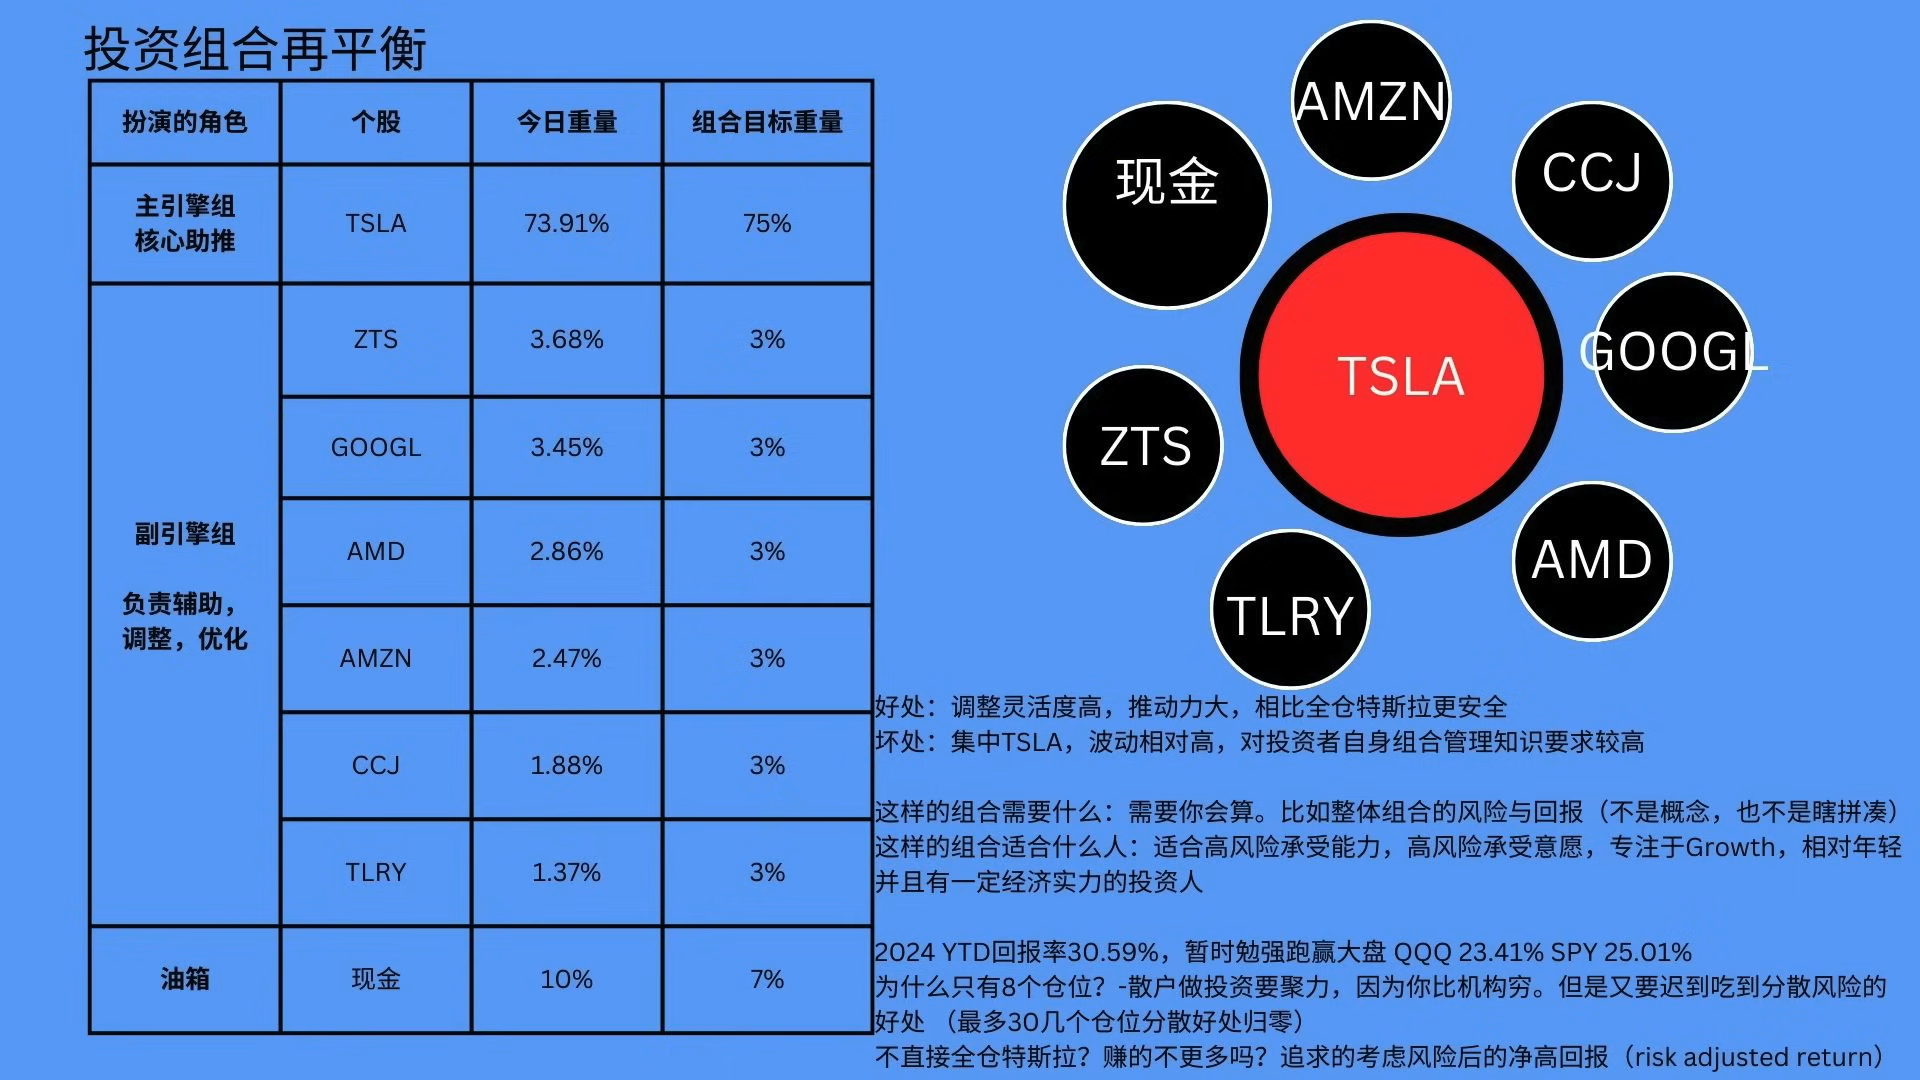 投资组合再平衡
扮演的角色 个股 今日重量 组合目标重量
主引擎组
核心助推
TSLA 73.91% 75%
副引擎组
负责辅助，
调整，优化
ZTS 3.68% 3%
GOOGL 3.45% 3%
AMD 2.86% 3%
AMZN 2.47% 3%
CCJ 1.88% 3%
TLRY 1.37% 3%
油箱 现金 10% 7%
AMZN
现金
CCJ
GOOGL
TSLA
ZTS
AMD
TLRY
好处：调整灵活度高，推动力大，相比全仓特斯拉更安全
坏处：集中TSLA，波动相对高，对投资者自身组合管理知识要求较高
这样的组合需要什么：需要你会算。比如整体组合的风险与回报（不是概念，也不是瞎拼凑）
这样的组合适合什么人：适合高风险承受能力，高风险承受意愿，专注于Growth，相对年轻
并且有一定经济实力的投资人
2024 YTD回报率30.59%，暂时勉强跑赢大盘 QQQ 23.41% SPY 25.01%
为什么只有8个仓位？-散户做投资要聚力，因为你比机构穷。但是又要迟到吃到分散风险的
好处 （最多30几个仓位分散好处归零）
不直接全仓特斯拉？赚的不更多吗？追求的考虑风险后的净高回报（risk adjusted return）